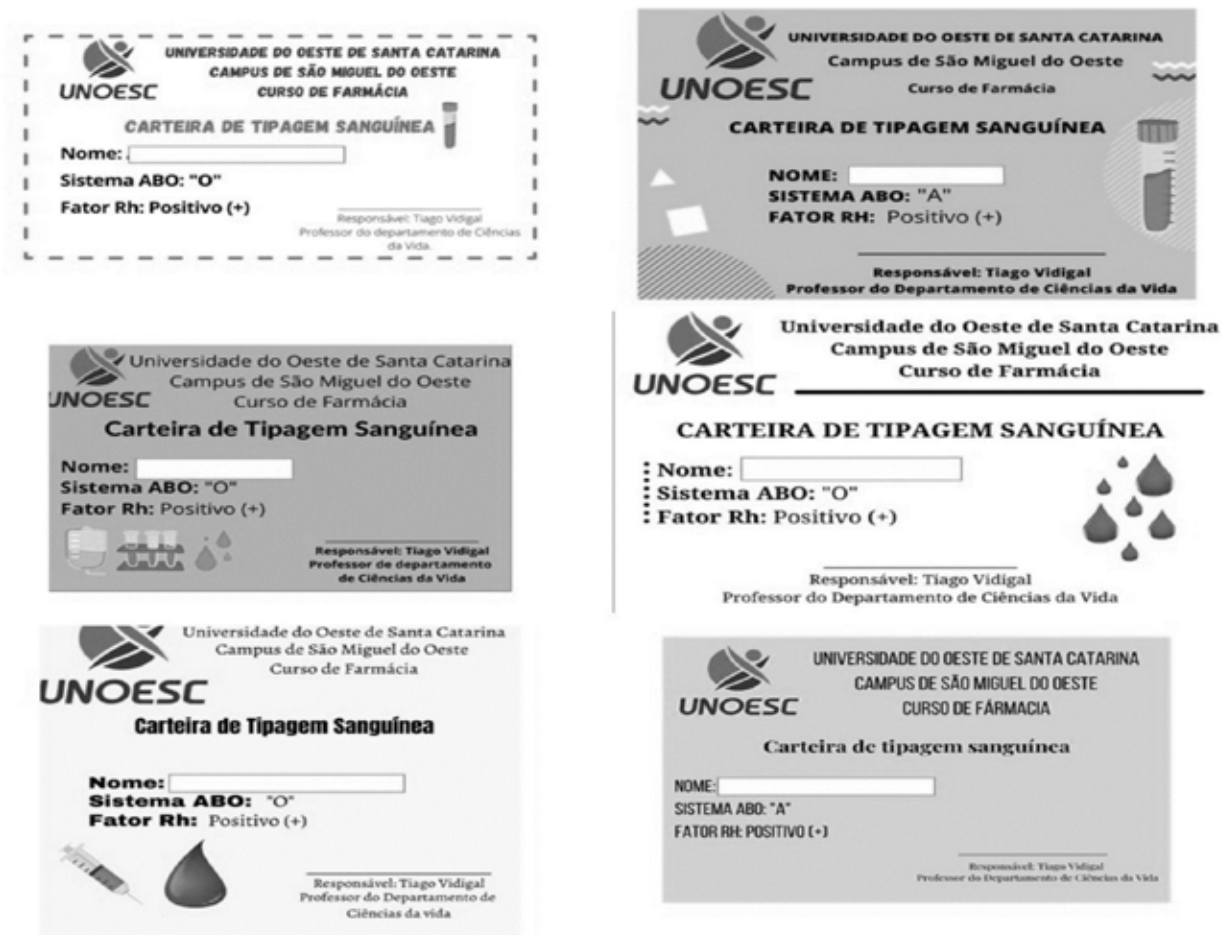 UNIVERSIDADE DO OESTE DE SANTA CATARINA
CAMPUS DE SÃO MIGUEL DO OESTE
CURSO DE FARMÁCIA
UNOESC
CARTEIRA DE TIPAGEM SANGUÍNEA
Nome:
Sistema ABO: "O"
Fator Rh: Positivo (+)
Responsável: Tiago Vidigal
Professor do departamento de Ciências
da Vida.
UNIVERSIDADE DO OESTE DE SANTA CATARINA
Campus de São Miguel do Oeste
UNOESC
Curso de Farmácia
CARTEIRA DE TIPAGEM SANGUÍNEA
NOME:
SISTEMA ABO: "A"
FATOR RH: Positivo (+)
Responsável: Tiago Vidigal
Professor do Departamento de Ciências da Vida
Universidade do Oeste de Santa Catarina
Campus de São Miguel do Oeste
UNOESC
Curso de Farmácia
Carteira de Tipagem Sanguínea
Nome:
Sistema ABO: "O"
Fator Rh: Positivo (+)
Responsável: Tiago Vidigal
Professor de departamento
de Ciências da Vida
Universidade do Oeste de Santa Catarina
Campus de São Miguel do Oeste
Curso de Farmácia
UNOESC
CARTEIRA DE TIPAGEM SANGUÍNEA
Nome:
Sistema ABO: "O"
Fator Rh: Positivo (+)
Responsável: Tiago Vidigal
Professor do Departamento de Ciências da Vida
Universidade do Oeste de Santa Catarina
Campus de São Miguel do Oeste
Curso de Farmácia
UNOESC
Carteira de Tipagem Sanguínea
Nome:
Sistema ABO: "O"
Fator Rh: Positivo (+)
Responsável: Tiago Vidigal
Professor do Departamento de
Ciências da vida
UNIVERSIDADE DO OESTE DE SANTA CATARINA
CAMPUS DE SÃO MIGUEL DO OESTE
UNOESC
CURSO DE FÁRMACIA
Carteira de tipagem sanguínea
NOME:
SISTEMA ABO: "A"
FATOR RH: POSITIVO (+)
Responsável: Tiago Vidigal
Professor do Departamento de Ciências da Vida